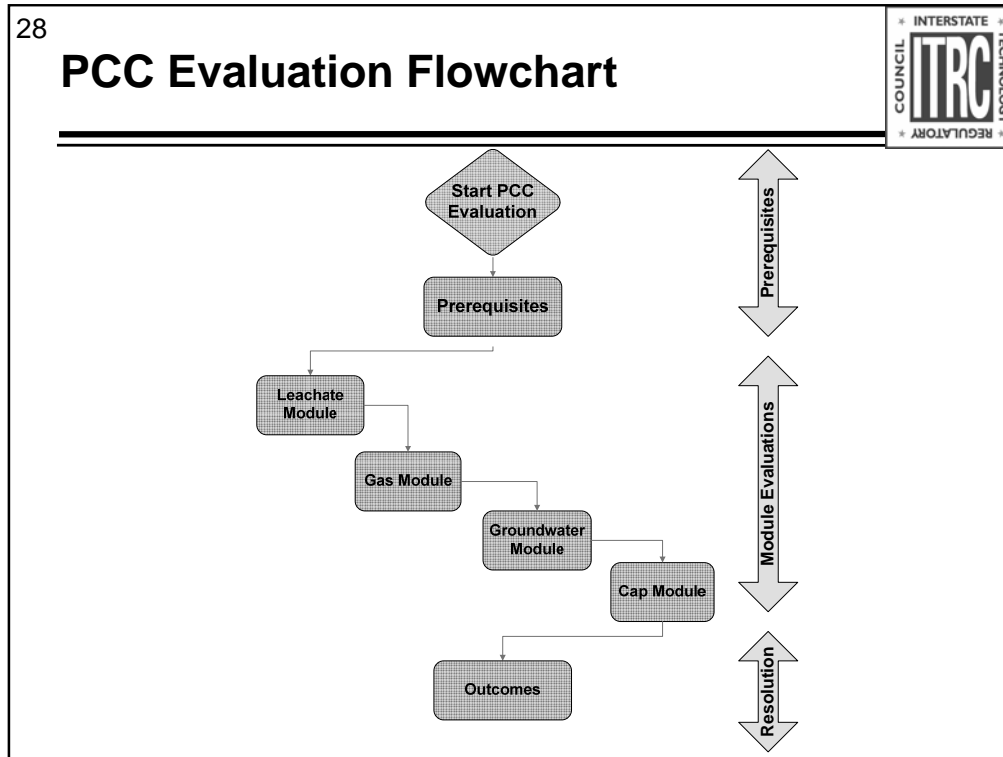 28
PCC Evaluation Flowchart
★ INTERSTATE ★
TECHNOLOGY
★ REGULATORY ★
COUNCIL
ITRC
Start PCC
Evaluation
Prerequisites
Leachate
Module
Gas Module
Groundwater
Module
Cap Module
Outcomes
Prerequisites
Module Evaluations
Resolution